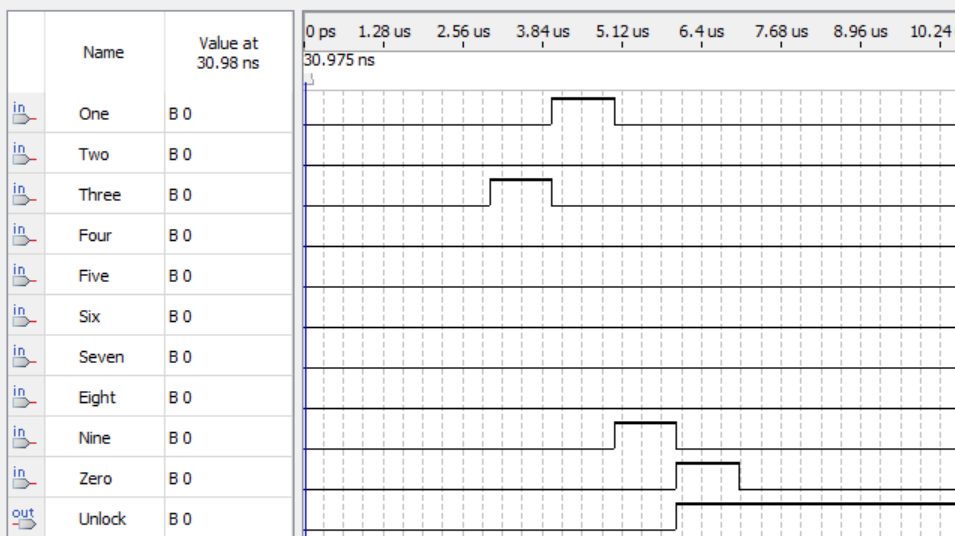 0 ps 1.28 us 2.56 us 3.84 us 5.12 us 6.4 us 7.68 us 8.96 us 10.24
Name Value at
30.98 ns
30.975 ns
in One B 0
in Two B 0
in Three B 0
in Four B 0
in Five B 0
in Six B 0
in Seven B 0
in Eight B 0
in Nine B 0
in Zero B 0
out Unlock B 0